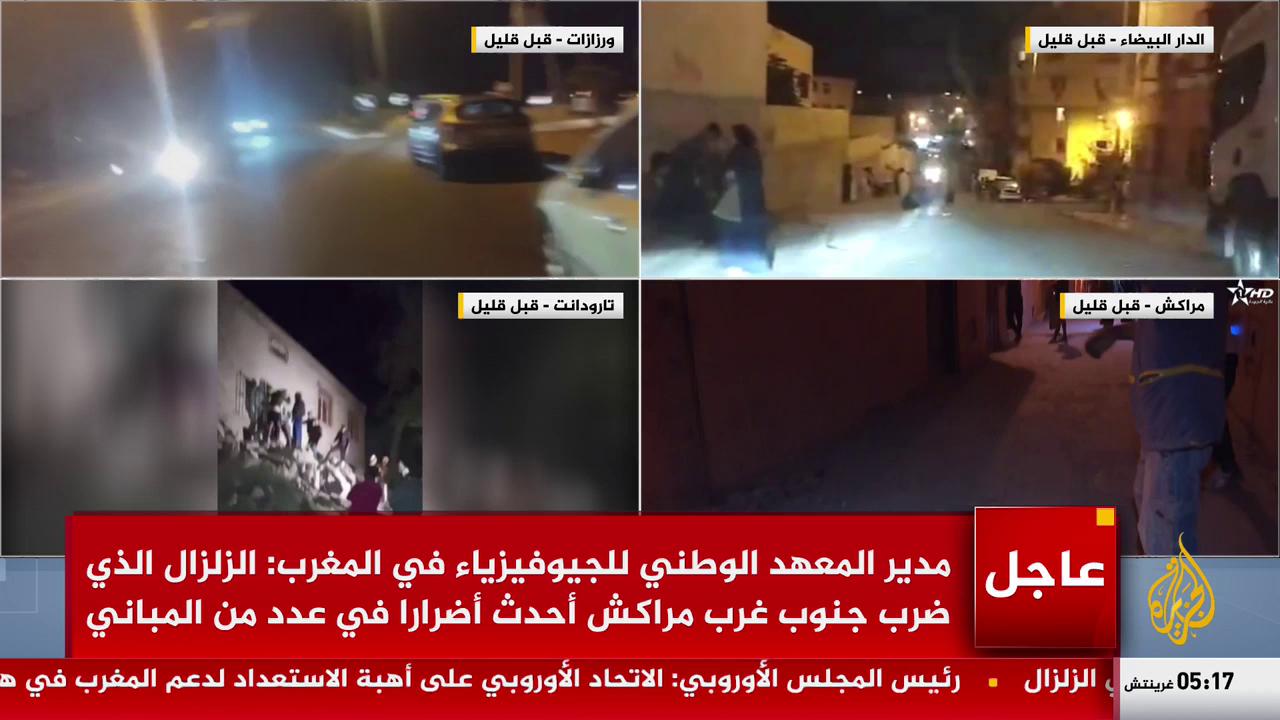 الدار البيضاء - قبل قليل
ورزازات - قبل قليل
مراكش - قبل قليل
تارودانت - قبل قليل
عاجل
مدير المعهد الوطني للجيوفيزياء في المغرب: الزلزال الذي
ضرب جنوب غرب مراكش أحدث أضرارا في عدد من المباني
الجزيرة
الزلزال ▪ رئيس المجلس الأوروبي: الاتحاد الأوروبي على أهبة الاستعداد لدعم المغرب في
05:17 غرينتش